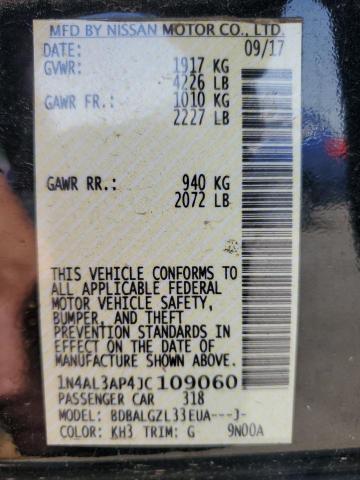 MFD BY NISSAN MOTOR CO., LTD.
DATE: 09/17
GVWR: 1917 KG
4226 LB
GAWR FR.: 1010 KG
2227 LB
GAWR RR.: 940 KG
2072 LB
THIS VEHICLE CONFORMS TO
ALL APPLICABLE FEDERAL
MOTOR VEHICLE SAFETY,
BUMPER, AND THEFT
PREVENTION STANDARDS IN
EFFECT ON THE DATE OF
MANUFACTURE SHOWN ABOVE.
1N4AL3AP4JC109060
PASSENGER CAR 318
MODEL: BDBALGZL33EUA---J-
COLOR: KH3 TRIM: G 9N00A